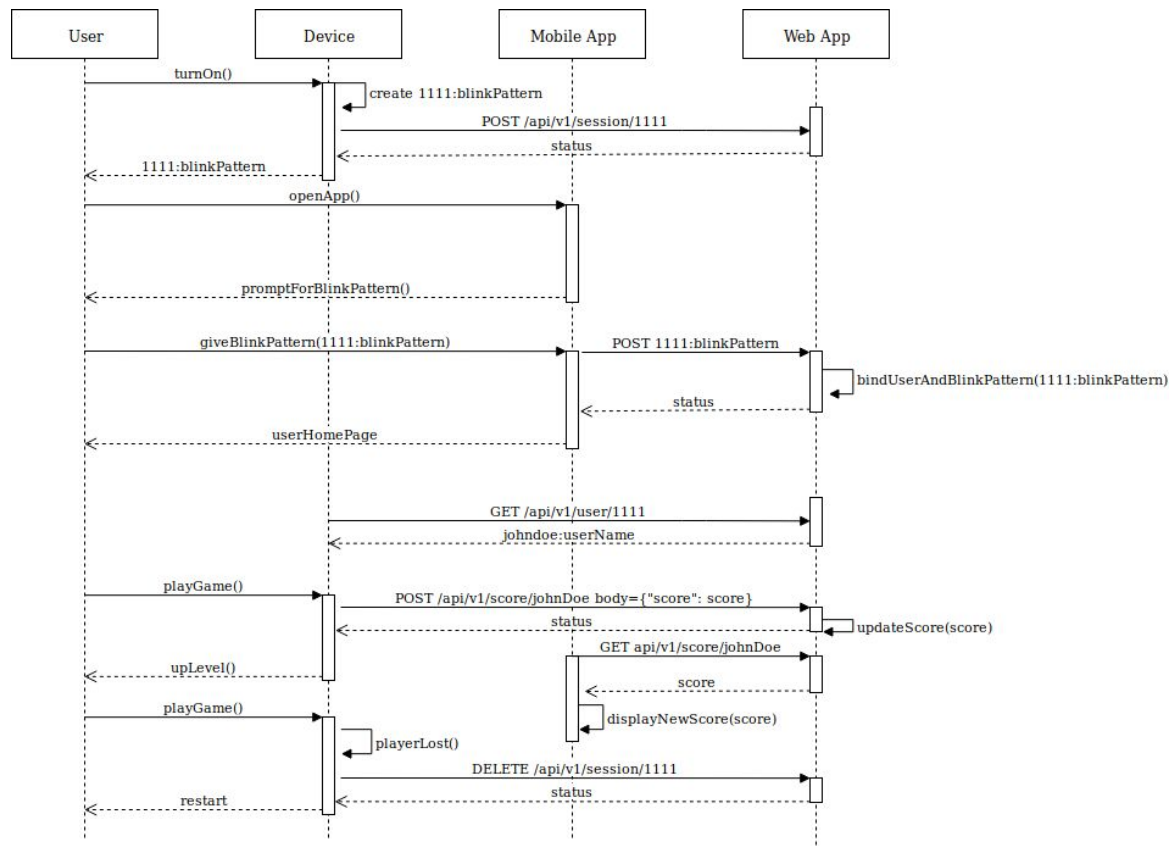 User
Device
Mobile App
Web App
turnOn()
create 1111:blinkPattern
POST /api/v1/session/1111
status
1111:blinkPattern
openApp()
promptForBlinkPattern()
giveBlinkPattern(1111:blinkPattern)
POST 1111:blinkPattern
bindUserAndBlinkPattern(1111:blinkPattern)
status
userHomePage
GET /api/v1/user/1111
johndoe:userName
playGame()
POST /api/v1/score/johnDoe body={"score": score}
status
updateScore(score)
GET api/v1/score/johnDoe
upLevel()
score
playGame()
displayNewScore(score)
playerLost()
DELETE /api/v1/session/1111
status
restart